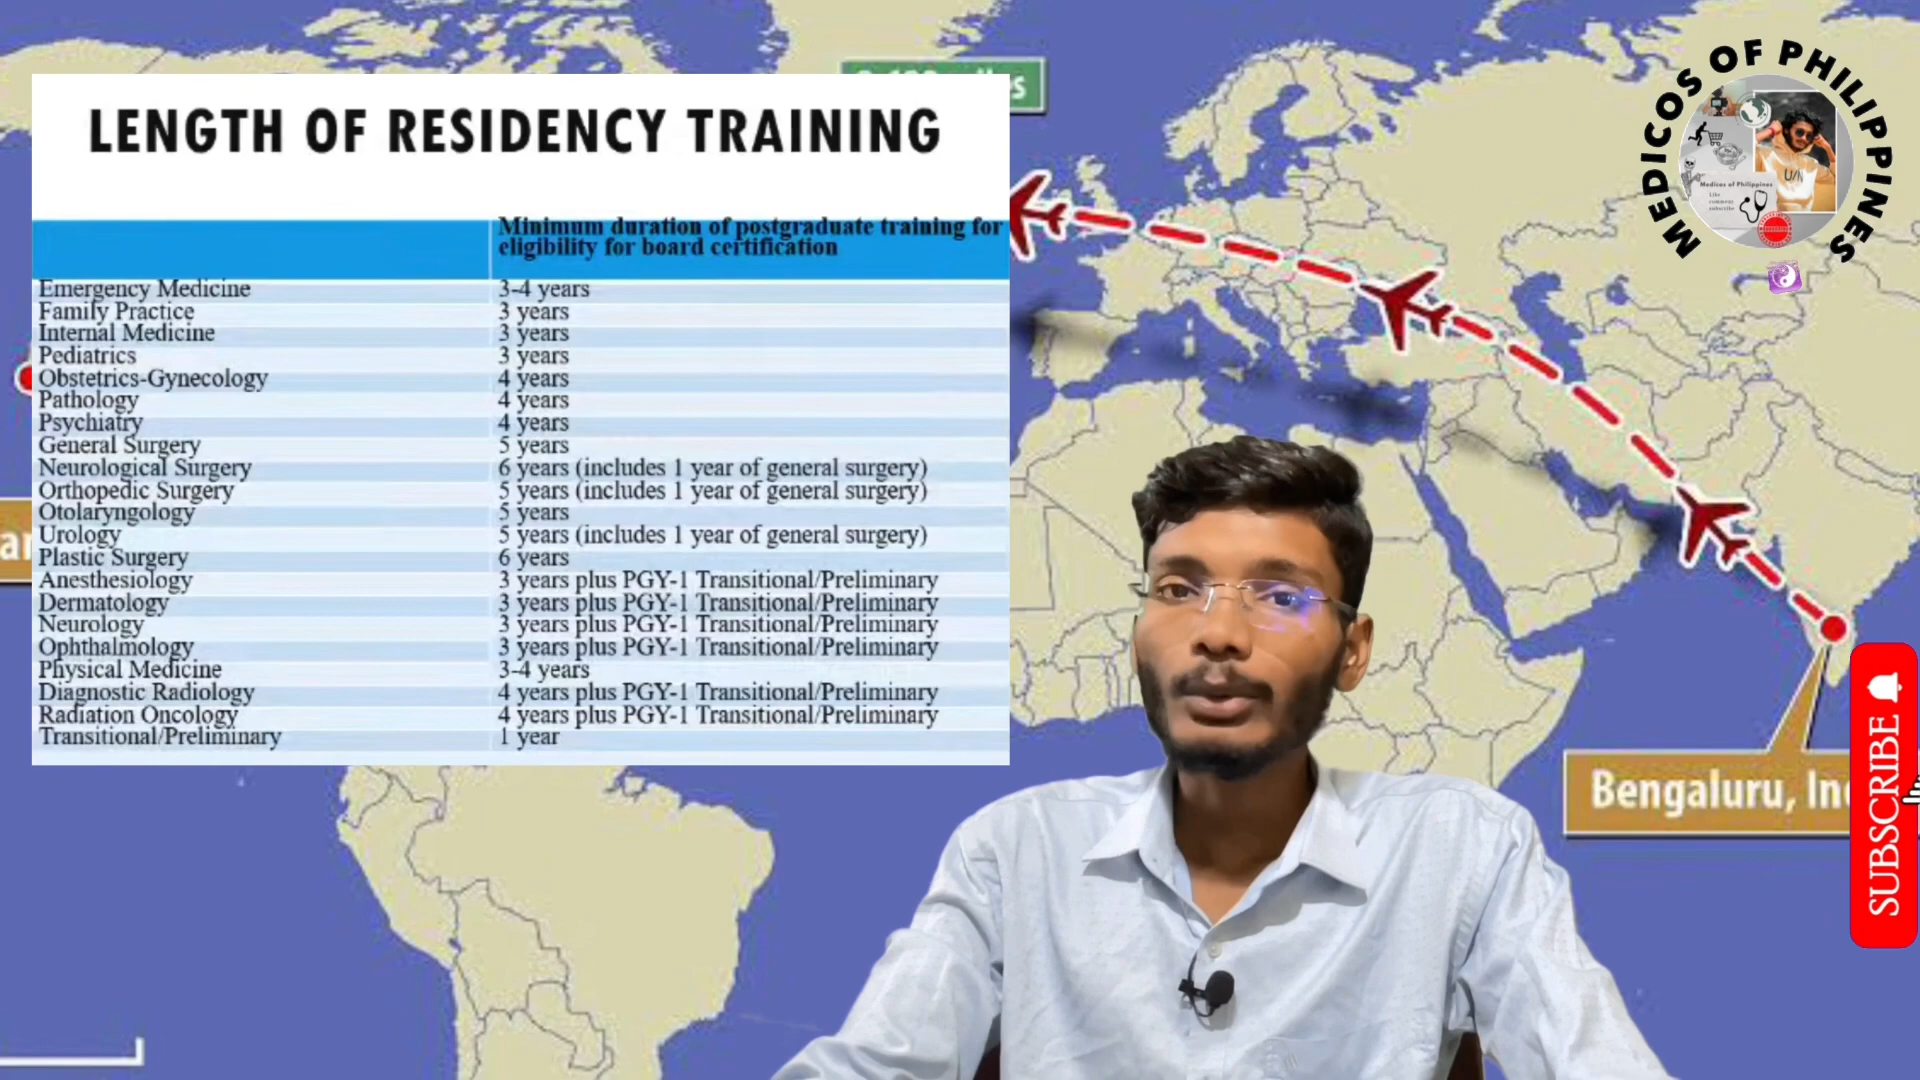 LENGTH OF RESIDENCY TRAINING
Minimum duration of postgraduate training for
eligibility for board certification
Emergency Medicine 3-4 years
Family Practice 3 years
Internal Medicine 3 years
Pediatrics 3 years
Obstetrics-Gynecology 4 years
Pathology 4 years
Psychiatry 4 years
General Surgery 5 years
Neurological Surgery 6 years (includes 1 year of general surgery)
Orthopedic Surgery 5 years (includes 1 year of general surgery)
Otolaryngology 5 years
Urology 5 years (includes 1 year of general surgery)
Plastic Surgery 6 years
Anesthesiology 3 years plus PGY-1 Transitional/Preliminary
Dermatology 3 years plus PGY-1 Transitional/Preliminary
Neurology 3 years plus PGY-1 Transitional/Preliminary
Ophthalmology 3 years plus PGY-1 Transitional/Preliminary
Physical Medicine 3-4 years
Diagnostic Radiology 4 years plus PGY-1 Transitional/Preliminary
Radiation Oncology 4 years plus PGY-1 Transitional/Preliminary
Transitional/Preliminary 1 year
MEDICOS OF PHILIPPINES
Medicos of Philippines
Like
comment
subscribe
Bengaluru,
SUBSCRIBE